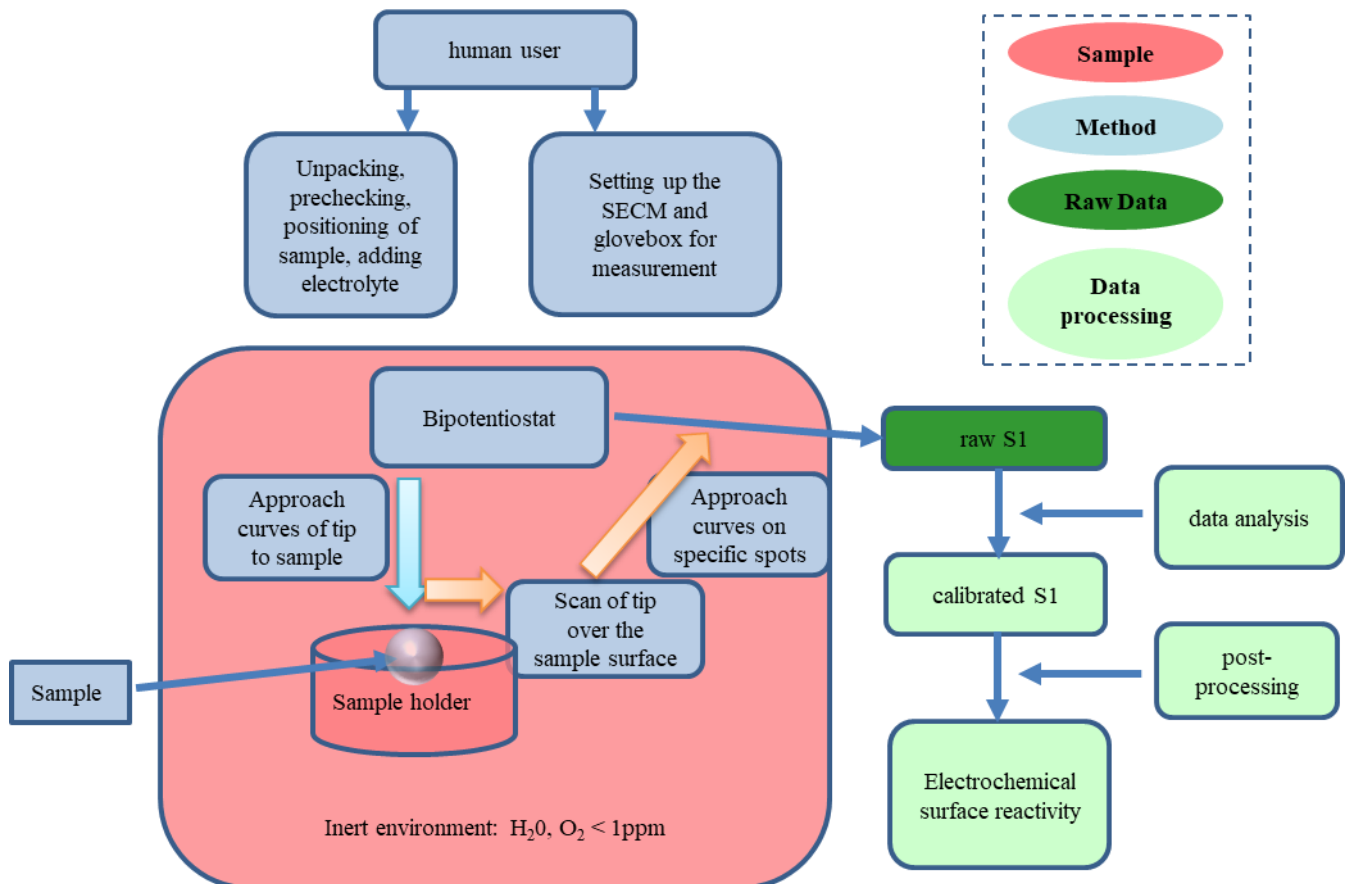 human user
Unpacking,
prechecking,
positioning of
sample, adding
electrolyte
Setting up the
SECM and
glovebox for
measurement
Sample
Method
Raw Data
Data
processing
Bipotentiostat
Approach
curves of tip
to sample
Approach
curves on
specific spots
Scan of tip
over the
sample surface
Sample
Sample holder
Inert environment: H₂0, O₂ < 1ppm
raw S1
data analysis
calibrated S1
post-
processing
Electrochemical
surface reactivity